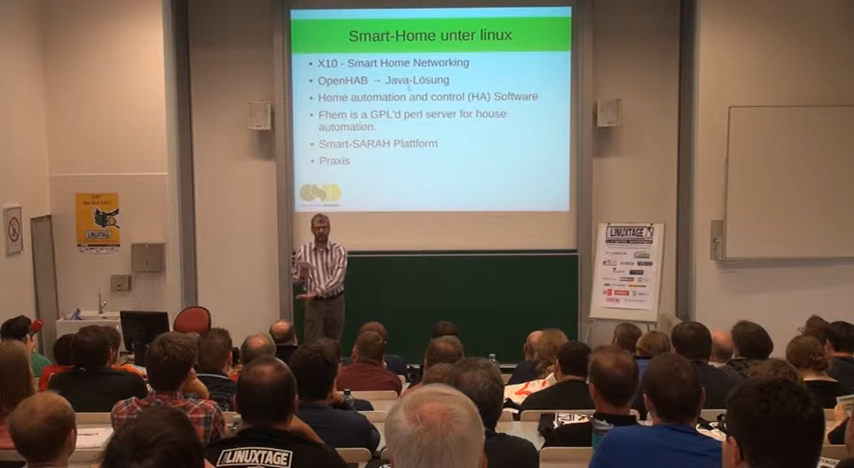 Smart-Home unter linux
• X10 - Smart Home Networking
• OpenHAB → Java-Lösung
• Home automation and control (HA) Software
• Fhem is a GPL'd perl server for house
automation.
• Smart-SARAH Plattform
• Praxis
LINUXTAGE
LINUXTAGE
LINUXTAGE